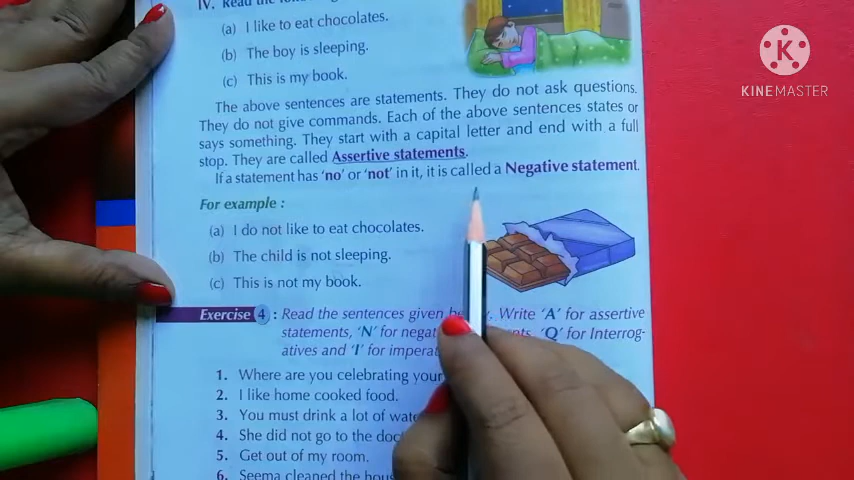 IV. Read the
(a) I like to eat chocolates.
(b) The boy is sleeping.
(c) This is my book.
K
KINEMASTER
The above sentences are statements. They do not ask questions.
They do not give commands. Each of the above sentences states or
says something. They start with a capital letter and end with a full
stop. They are called Assertive statements.
If a statement has 'no' or 'not' in it, it is called a Negative statement.
For example :
(a) I do not like to eat chocolates.
(b) The child is not sleeping.
(c) This is not my book.
Exercise 4 : Read the sentences given Write 'A' for assertive
statements, 'N' for 'Q' for Interrog-
atives and 'I' for
1. Where are you celebrating your
2. I like home cooked food.
3. You must drink a lot of
4. She did not go to the
5. Get out of my room.
6. Seema cleaned the